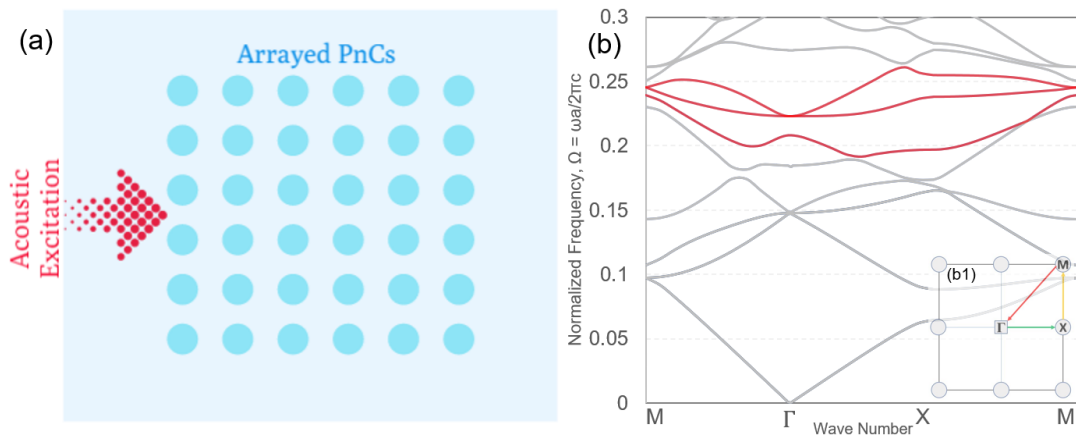 (a)
Arrayed PnCs
Acoustic
Excitation
(b)
Normalized Frequency, Ω = ωa/2πc
0.3
0.25
0.2
0.15
0.1
0.05
0
M
Γ
X
M
Wave Number
(b1)
M
Γ
X